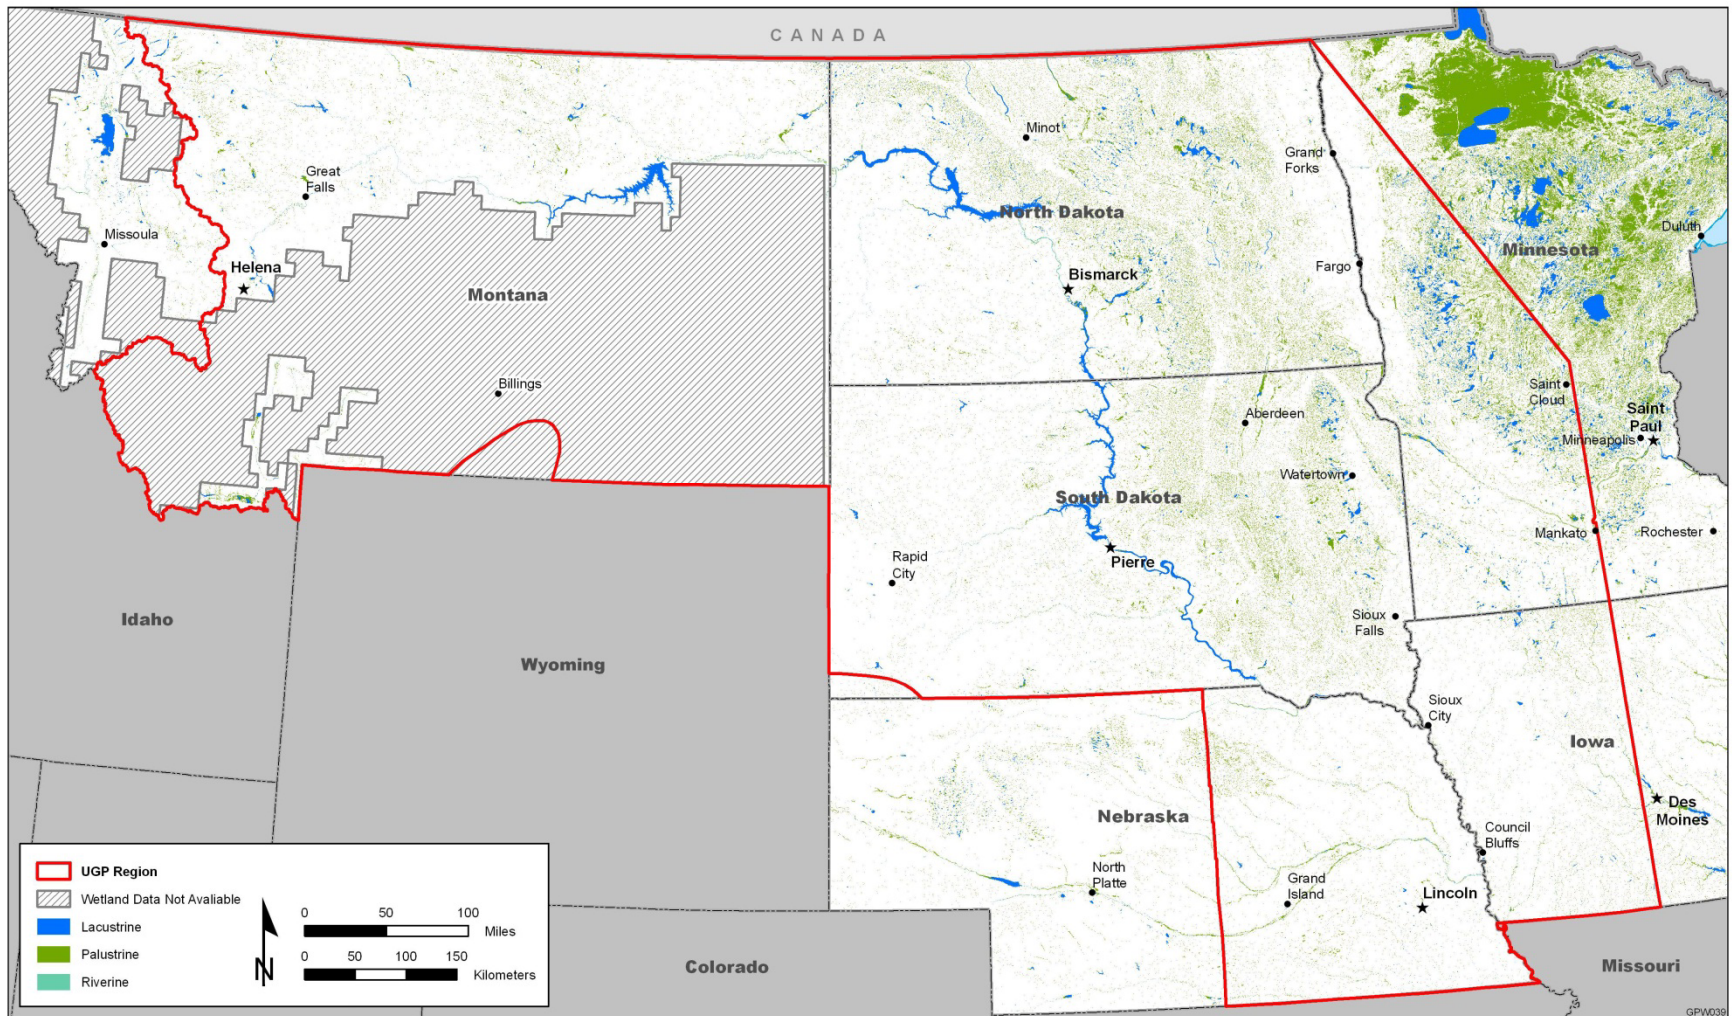 CANADA
Minot
Grand
Forks
Great
Falls
North Dakota
Missoula
Duluth
Minnesota
Helena
Fargo
Bismarck
Montana
Billings
Saint
Cloud
Saint
Paul
Aberdeen
Minneapolis
Watertown
South Dakota
Mankato
Rochester
Rapid
City
Pierre
Idaho
Sioux
Falls
Wyoming
Sioux
City
Iowa
Nebraska
Des
Moines
Council
Bluffs
North
Platte
Grand
Island
Lincoln
Colorado
Missouri
UGP Region
Wetland Data Not Avaliable
Lacustrine
Palustrine
Riverine
N
0 50 100
Miles
0 50 100 150
Kilometers
GPW039